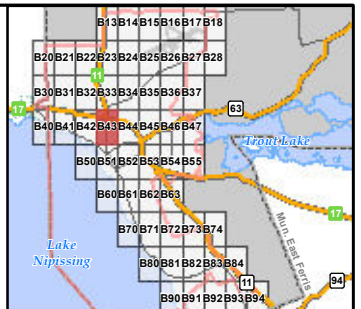 B13 B14 B15 B16 B17 B18
B20 B21 B22 B23 B24 B25 B26 B27 B28
11
B30 B31 B32 B33 B34 B35 B36 B37
17
63
B40 B41 B42 B43 B44 B45 B46 B47
Trout Lake
B50 B51 B52 B53 B54 B55
B60 B61 B62 B63
17
Mun. East Ferris
B70 B71 B72 B73 B74
Lake
Nipissing
B80 B81 B82 B83 B84
11
94
B90 B91 B92 B93 B94